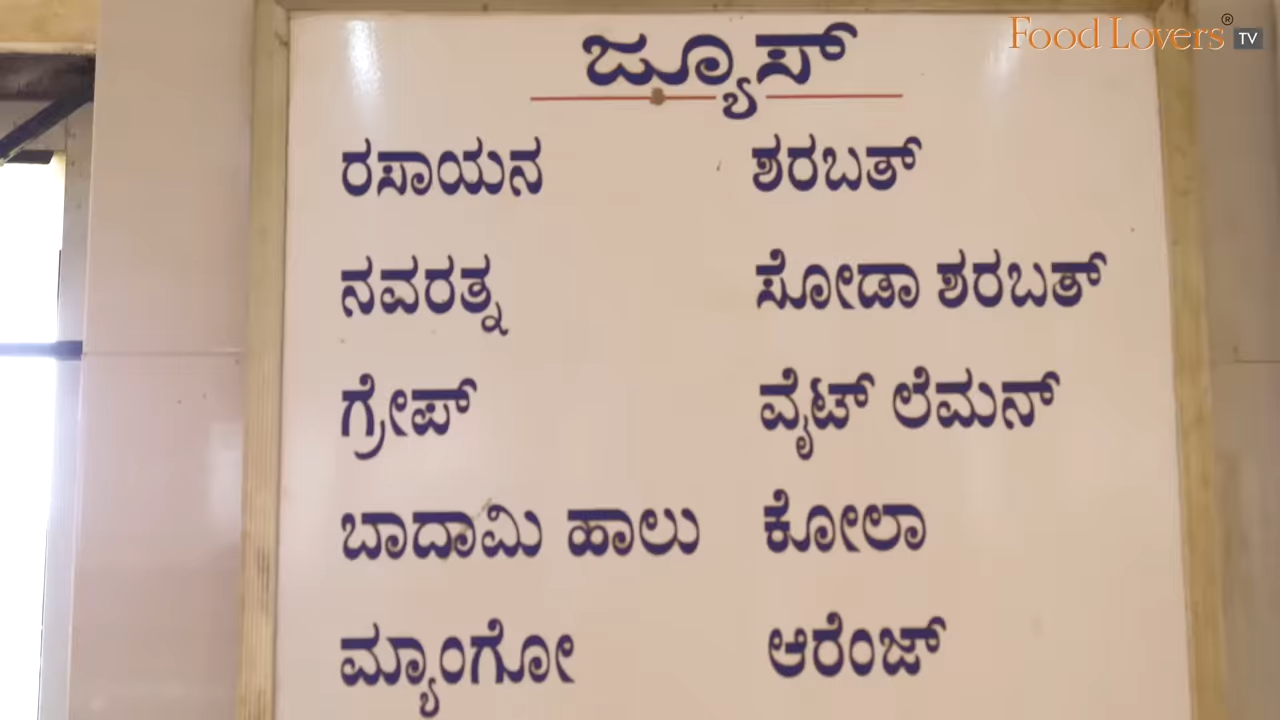 Food Lovers® TV
ಜ್ಯೂಸ್
ರಸಾಯನ ಶರಬತ್
ನವರತ್ನ ಸೋಡಾ ಶರಬತ್
ಗ್ರೇಪ್ ವೈಟ್ ಲೆಮನ್
ಬಾದಾಮಿ ಹಾಲು ಕೋಲಾ
ಮ್ಯಾಂಗೋ ಆರೆಂಜ್